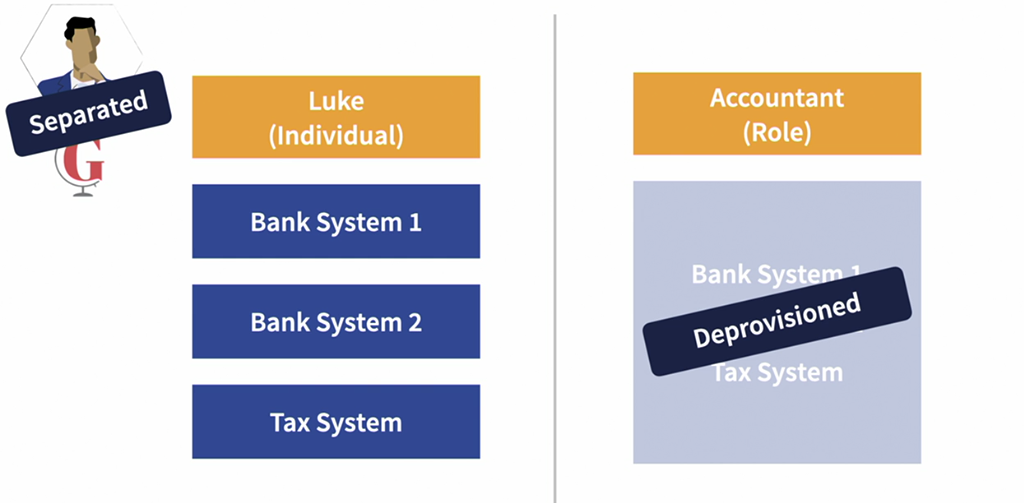 Separated
G
Luke
(Individual)
Bank System 1
Bank System 2
Tax System
Accountant
(Role)
Bank System 1
Deprovisioned
Tax System